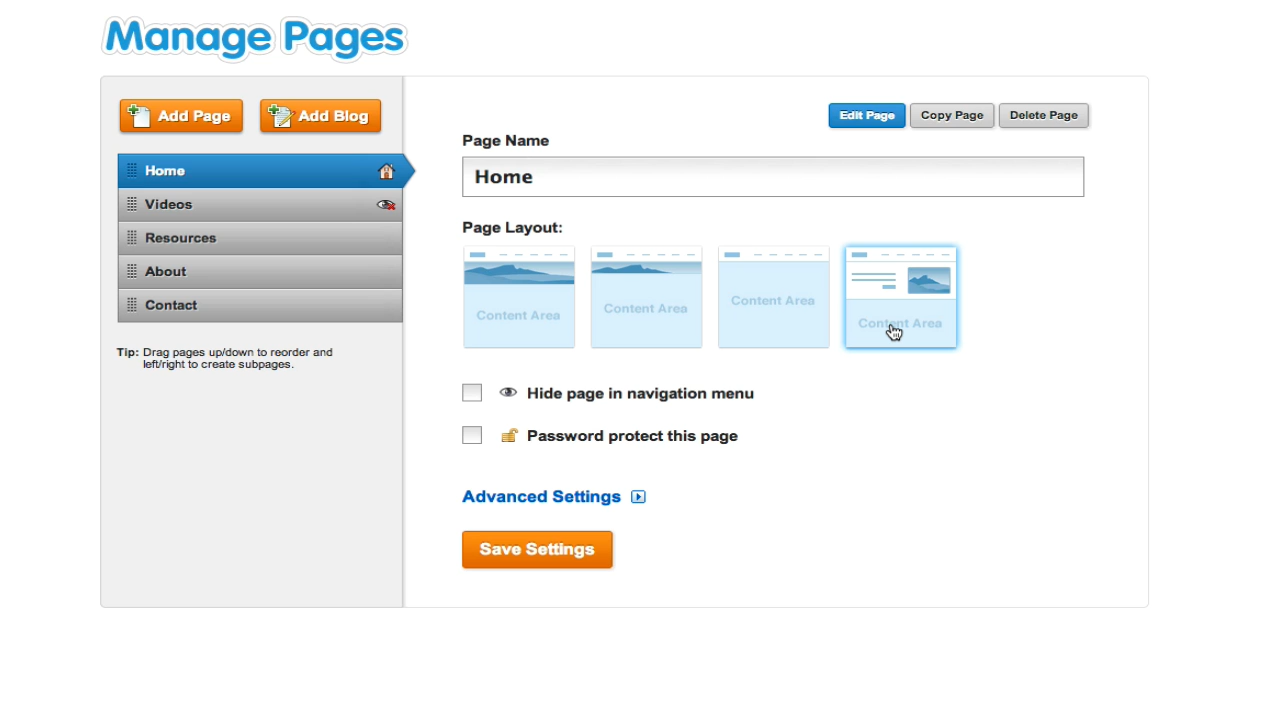 Manage Pages
Add Page
Add Blog
Home
Videos
Resources
About
Contact
Tip: Drag pages up/down to reorder and
left/right to create subpages.
Edit Page
Copy Page
Delete Page
Page Name
Home
Page Layout:
Content Area
Content Area
Content Area
Content Area
Hide page in navigation menu
Password protect this page
Advanced Settings
Save Settings